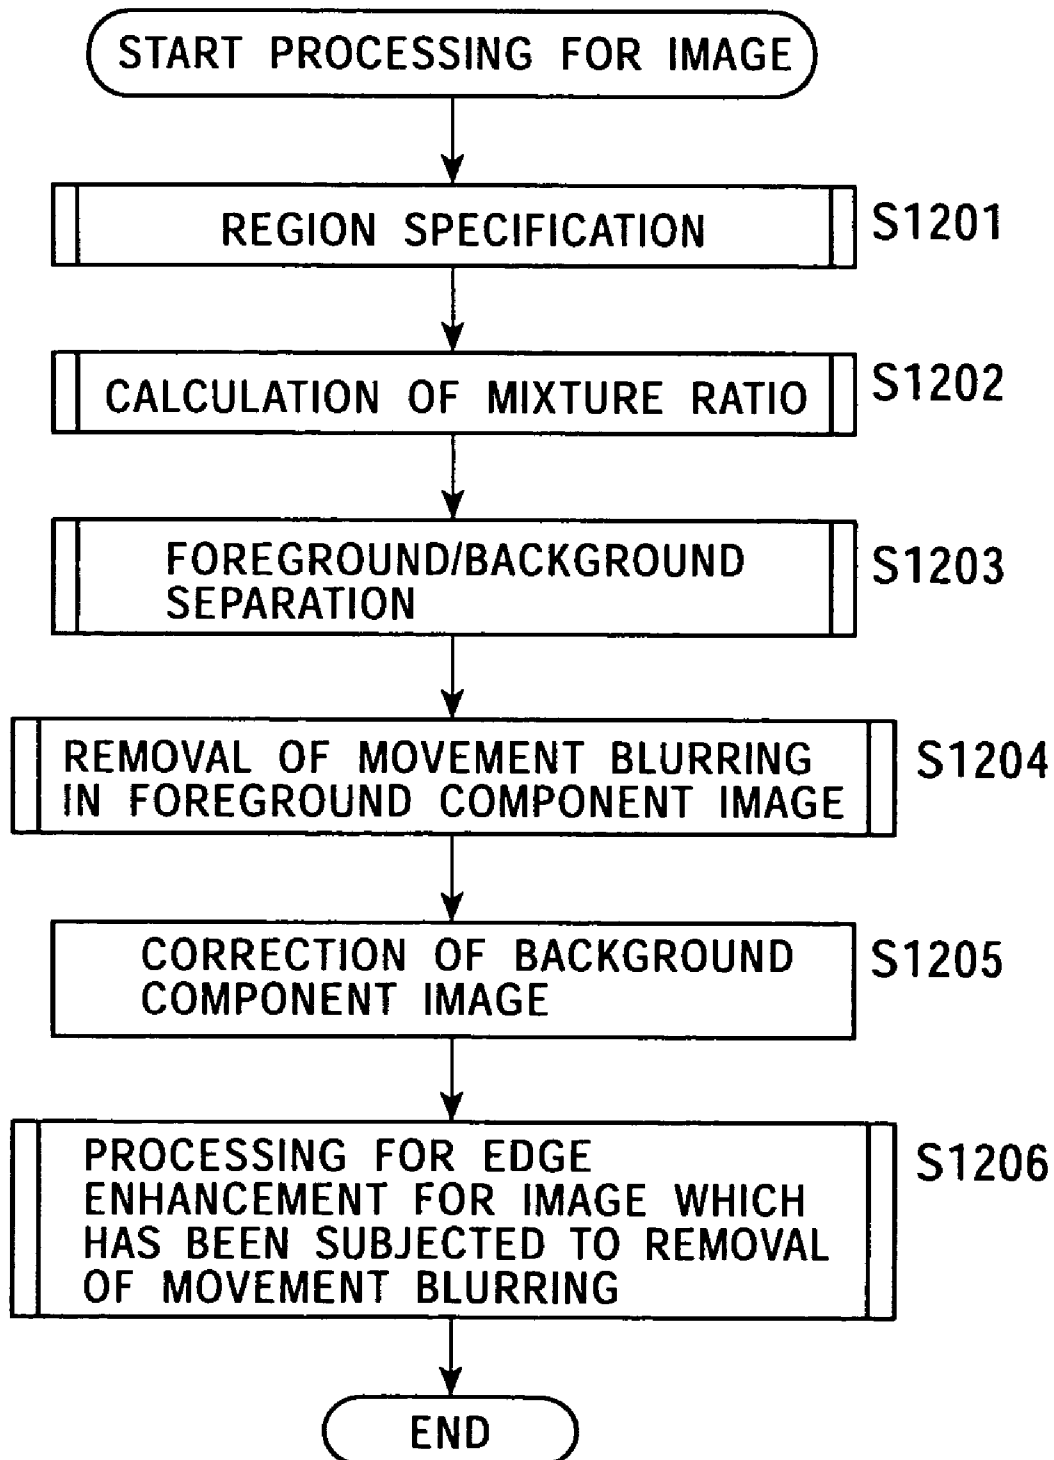 START PROCESSING FOR IMAGE
REGION SPECIFICATION
S1201
CALCULATION OF MIXTURE RATIO
S1202
FOREGROUND/BACKGROUND
SEPARATION
S1203
REMOVAL OF MOVEMENT BLURRING
IN FOREGROUND COMPONENT IMAGE
S1204
CORRECTION OF BACKGROUND
COMPONENT IMAGE
S1205
PROCESSING FOR EDGE
ENHANCEMENT FOR IMAGE WHICH
HAS BEEN SUBJECTED TO REMOVAL
OF MOVEMENT BLURRING
S1206
END